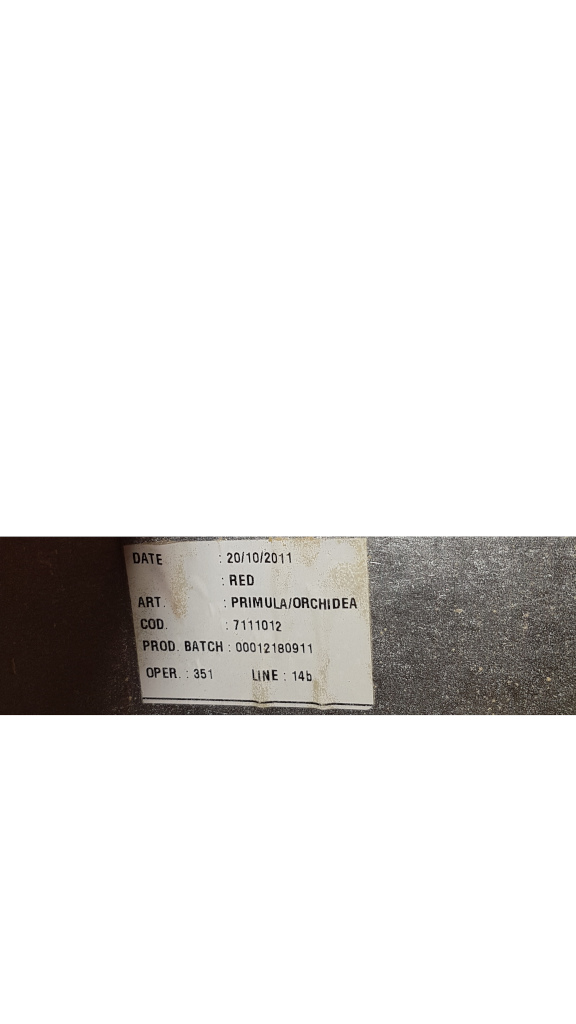 DATE : 20/10/2011
: RED
ART. : PRIMULA/ORCHIDEA
COD. : 7111012
PROD. BATCH : 00012180911
OPER. : 351 LINE : 14b